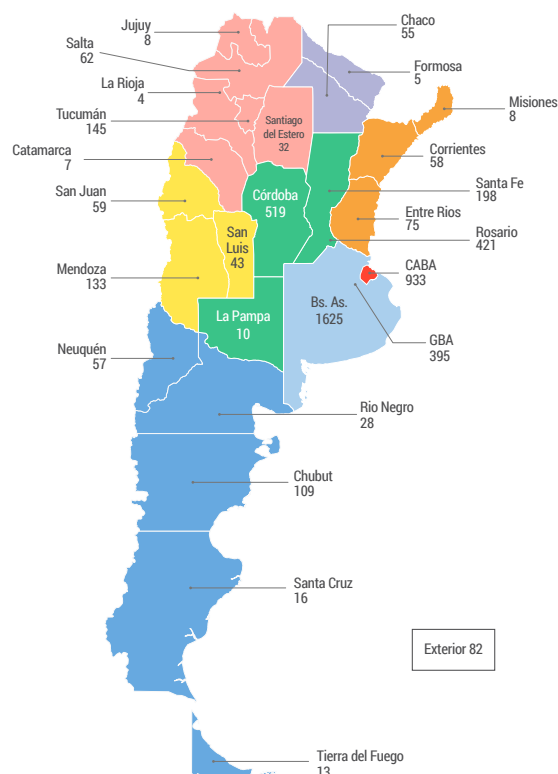 Jujuy
8
Salta
62
La Rioja
4
Tucumán
145
Catamarca
7
San Juan
59
Mendoza
133
Neuquén
57
Chaco
55
Formosa
5
Misiones
8
Corrientes
58
Santa Fe
198
Entre Rios
75
Rosario
421
CABA
933
GBA
395
Santiago
del Estero
32
Córdoba
519
San
Luis
43
La Pampa
10
Bs. As.
1625
Rio Negro
28
Chubut
109
Santa Cruz
16
Exterior 82
Tierra del Fuego
13